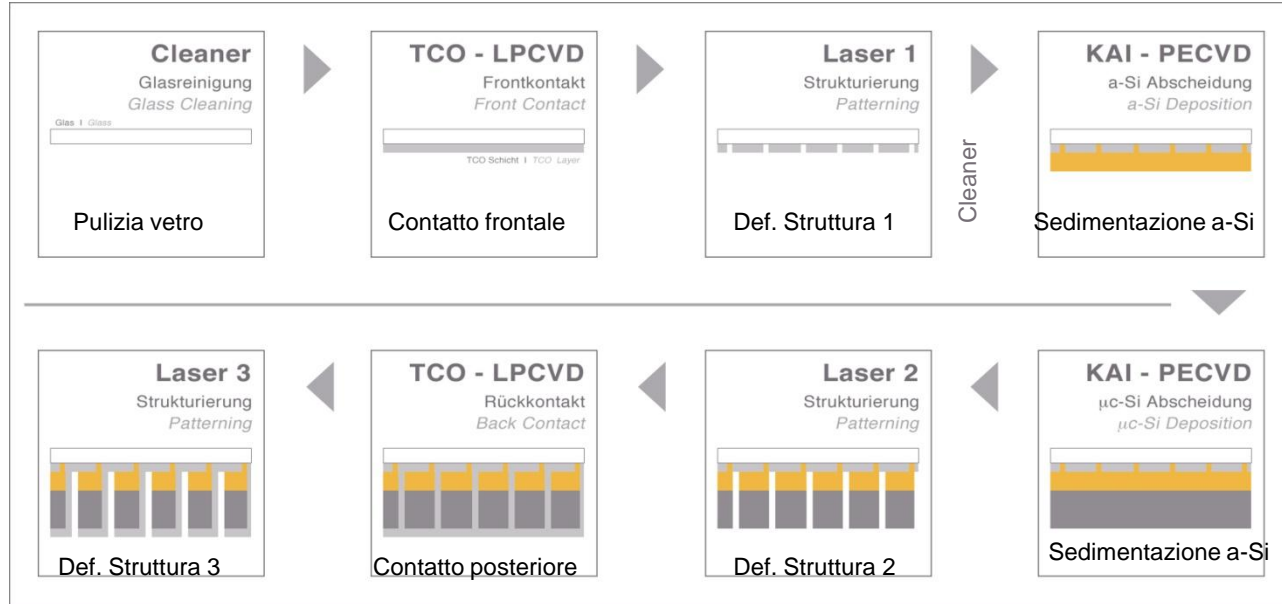 Cleaner
Glasreinigung
Glass Cleaning
Glas I Glass
Pulizia vetro
TCO - LPCVD
Frontkontakt
Front Contact
TCO Schicht I TCO Layer
Contatto frontale
Laser 1
Strukturierung
Patterning
Def. Struttura 1
Cleaner
KAI - PECVD
a-Si Abscheidung
a-Si Deposition
Sedimentazione a-Si
Laser 3
Strukturierung
Patterning
Def. Struttura 3
TCO - LPCVD
Rückkontakt
Back Contact
Contatto posteriore
Laser 2
Strukturierung
Patterning
Def. Struttura 2
KAI - PECVD
µc-Si Abscheidung
µc-Si Deposition
Sedimentazione a-Si